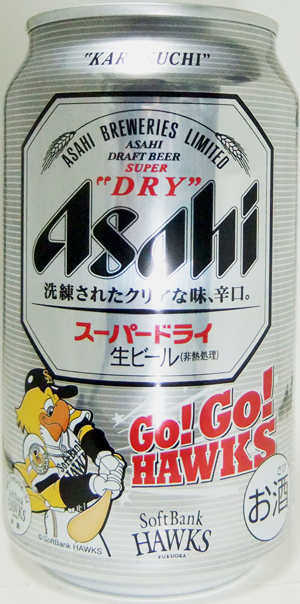 "KARAKUCHI"
ASAHI BREWERIES LIMITED
ASAHI
DRAFT BEER
SUPER
"DRY"
Asahi
洗練されたクリアな味、辛口。
スーパードライ
生ビール(非熱処理)
Go! Go!
HAWKS
お酒
SoftBank
HAWKS
FUKUOKA
©SoftBank HAWKS